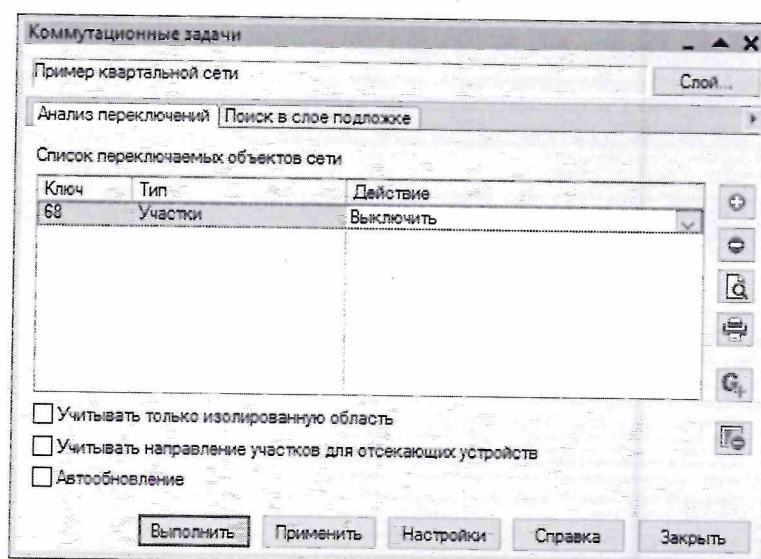 Коммутационные задачи
Пример квартальной сети
Слой...
Анализ переключений Поиск в слое подложке
Список переключаемых объектов сети
Ключ Тип Действие
68 Участки Выключить
Учитывать только изолированную область
Учитывать направление участков для отсекающих устройств
Автообновление
Выполнить Применить Настройки Справка Закрыть